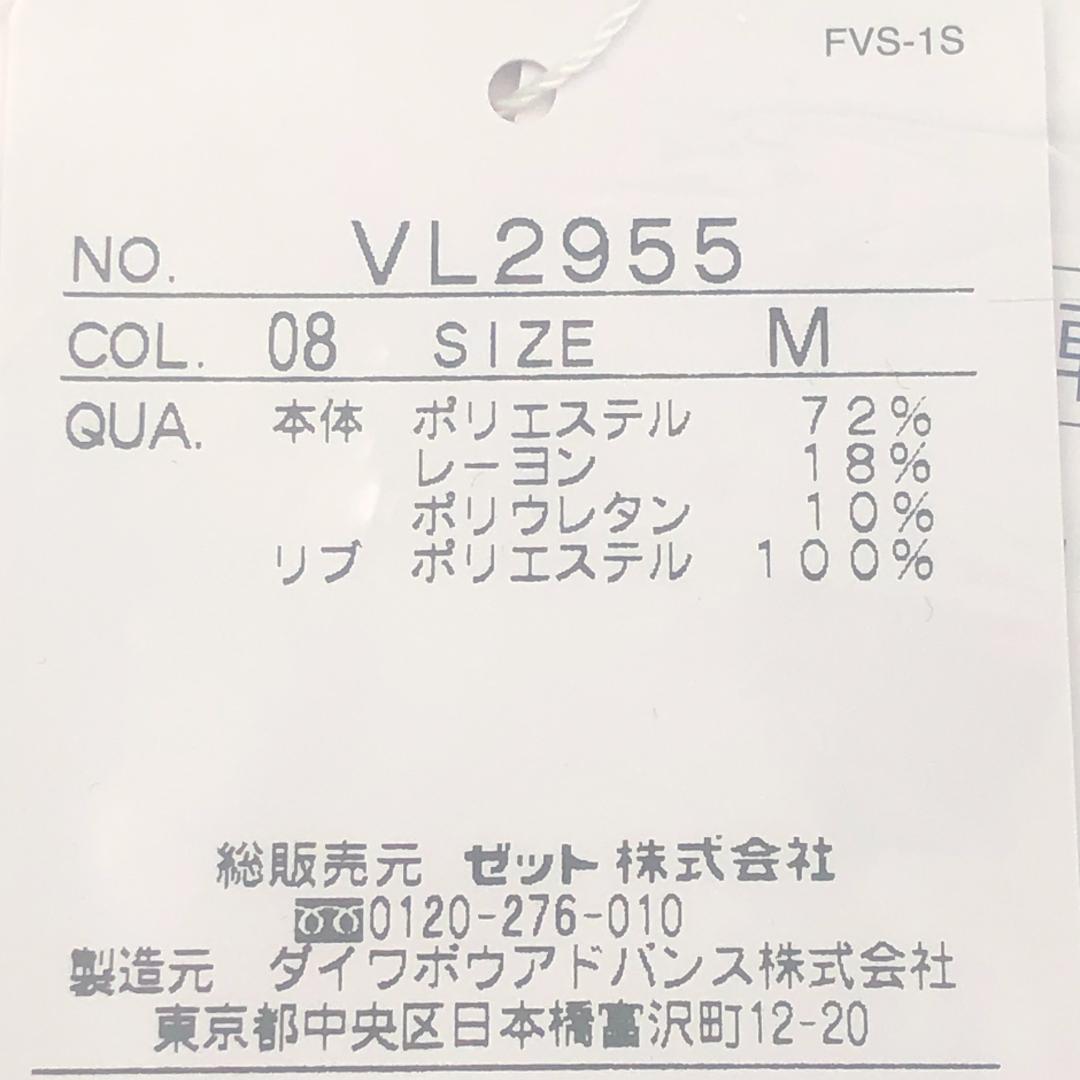 FVS-1S
NO. VL2955
COL. 08 SIZE M
QUA. 本体 ポリエステル 72%
レーヨン 18%
ポリウレタン 10%
リブ ポリエステル 100%
総販売元 ゼット株式会社
0120-276-010
製造元 ダイワボウアドバンス株式会社
東京都中央区日本橋富沢町12-20